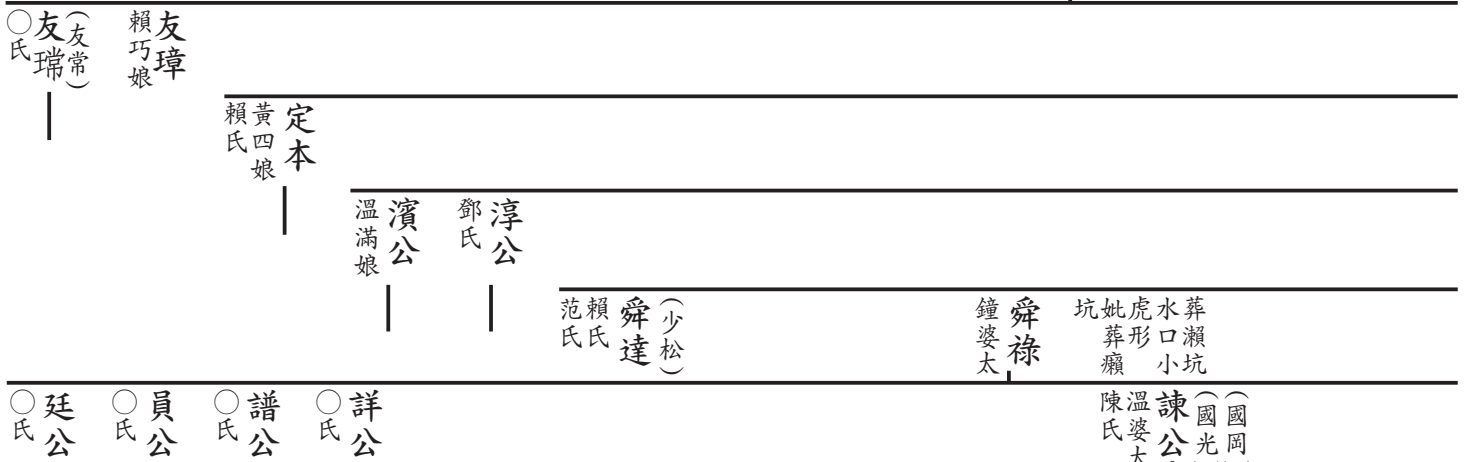 友璋
賴巧娘
(友常)
友瑺
○氏
定本
黃四娘
賴氏
淳公
鄧氏
濱公
溫滿娘
葬瀨坑
水口小
虎形
妣葬癩
坑
舜祿
鐘婆太
(少松)
舜達
賴氏
范氏
(國岡
(國光
諫公
溫婆太
陳氏
詳公
○氏
譜公
○氏
員公
○氏
廷公
○氏